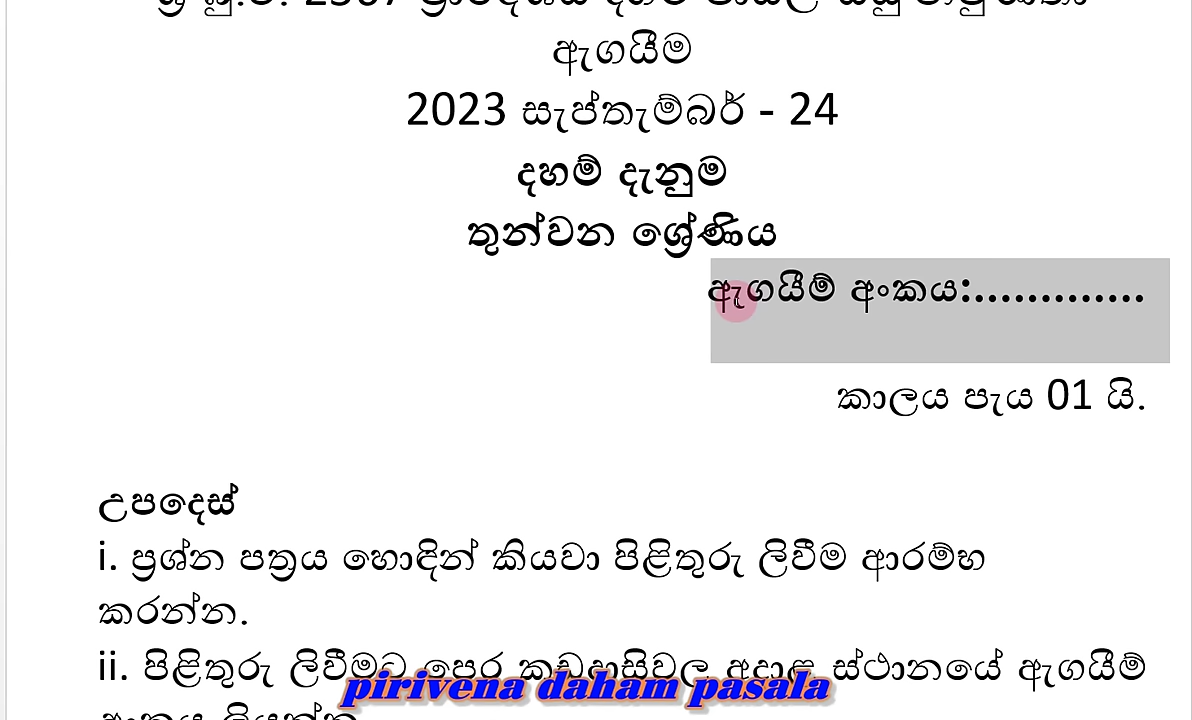 ඇගයීම
2023 සැප්තැම්බර් - 24
දහම් දැනුම
තුන්වන ශ්‍රේණිය
ඇගයීම් අංකය:..............
කාලය පැය 01 යි.
උපදෙස්
i. ප්‍රශ්න පත්‍රය හොඳින් කියවා පිළිතුරු ලිවීම ආරම්භ
කරන්න.
ii. පිළිතුරු ලිවීමට පෙර කඩදාසිවල අදාළ ස්ථානයේ ඇගයීම්
pirivena daham pasala